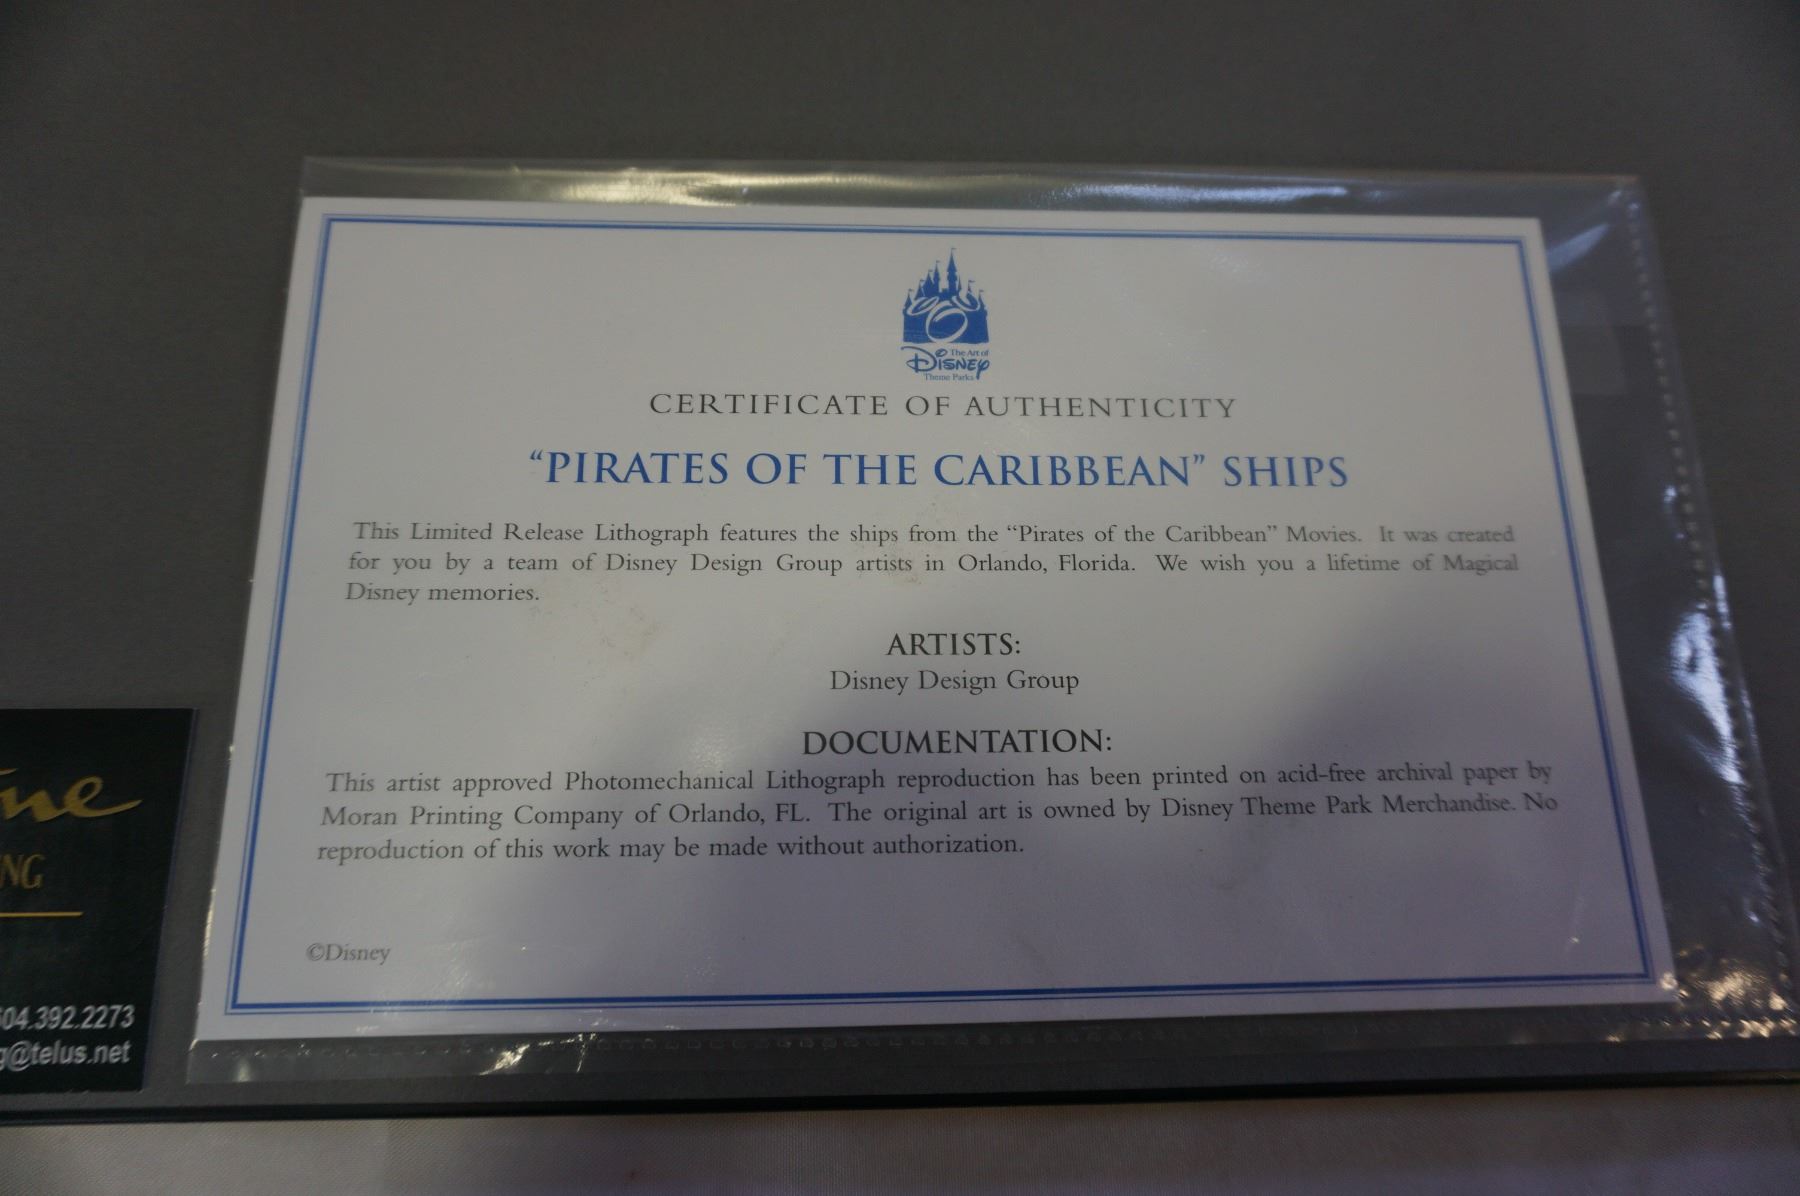 The Art of
Disney
Theme Parks
CERTIFICATE OF AUTHENTICITY
“PIRATES OF THE CARIBBEAN” SHIPS
This Limited Release Lithograph features the ships from the “Pirates of the Caribbean” Movies. It was created
for you by a team of Disney Design Group artists in Orlando, Florida. We wish you a lifetime of Magical
Disney memories.
ARTISTS:
Disney Design Group
DOCUMENTATION:
This artist approved Photomechanical Lithograph reproduction has been printed on acid-free archival paper by
Moran Printing Company of Orlando, FL. The original art is owned by Disney Theme Park Merchandise. No
reproduction of this work may be made without authorization.
©Disney
NG
04.392.2273
g@telus.net